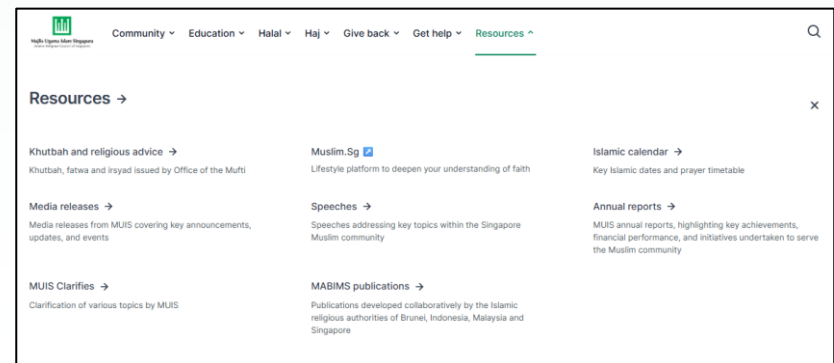 Majlis Ugama Islam Singapura
Community
Education
Halal
Haj
Give back
Get help
Resources
Resources →
Khutbah and religious advice →
Khutbah, fatwa and irsyad issued by Office of the Mufti
Muslim.Sg
Lifestyle platform to deepen your understanding of faith
Islamic calendar →
Key Islamic dates and prayer timetable
Media releases →
Media releases from MUIS covering key announcements,
updates, and events
Speeches →
Speeches addressing key topics within the Singapore
Muslim community
Annual reports →
MUIS annual reports, highlighting key achievements,
financial performance, and initiatives undertaken to serve
the Muslim community
MUIS Clarifies →
Clarification of various topics by MUIS
MABIMS publications →
Publications developed collaboratively by the Islamic
religious authorities of Brunei, Indonesia, Malaysia and
Singapore